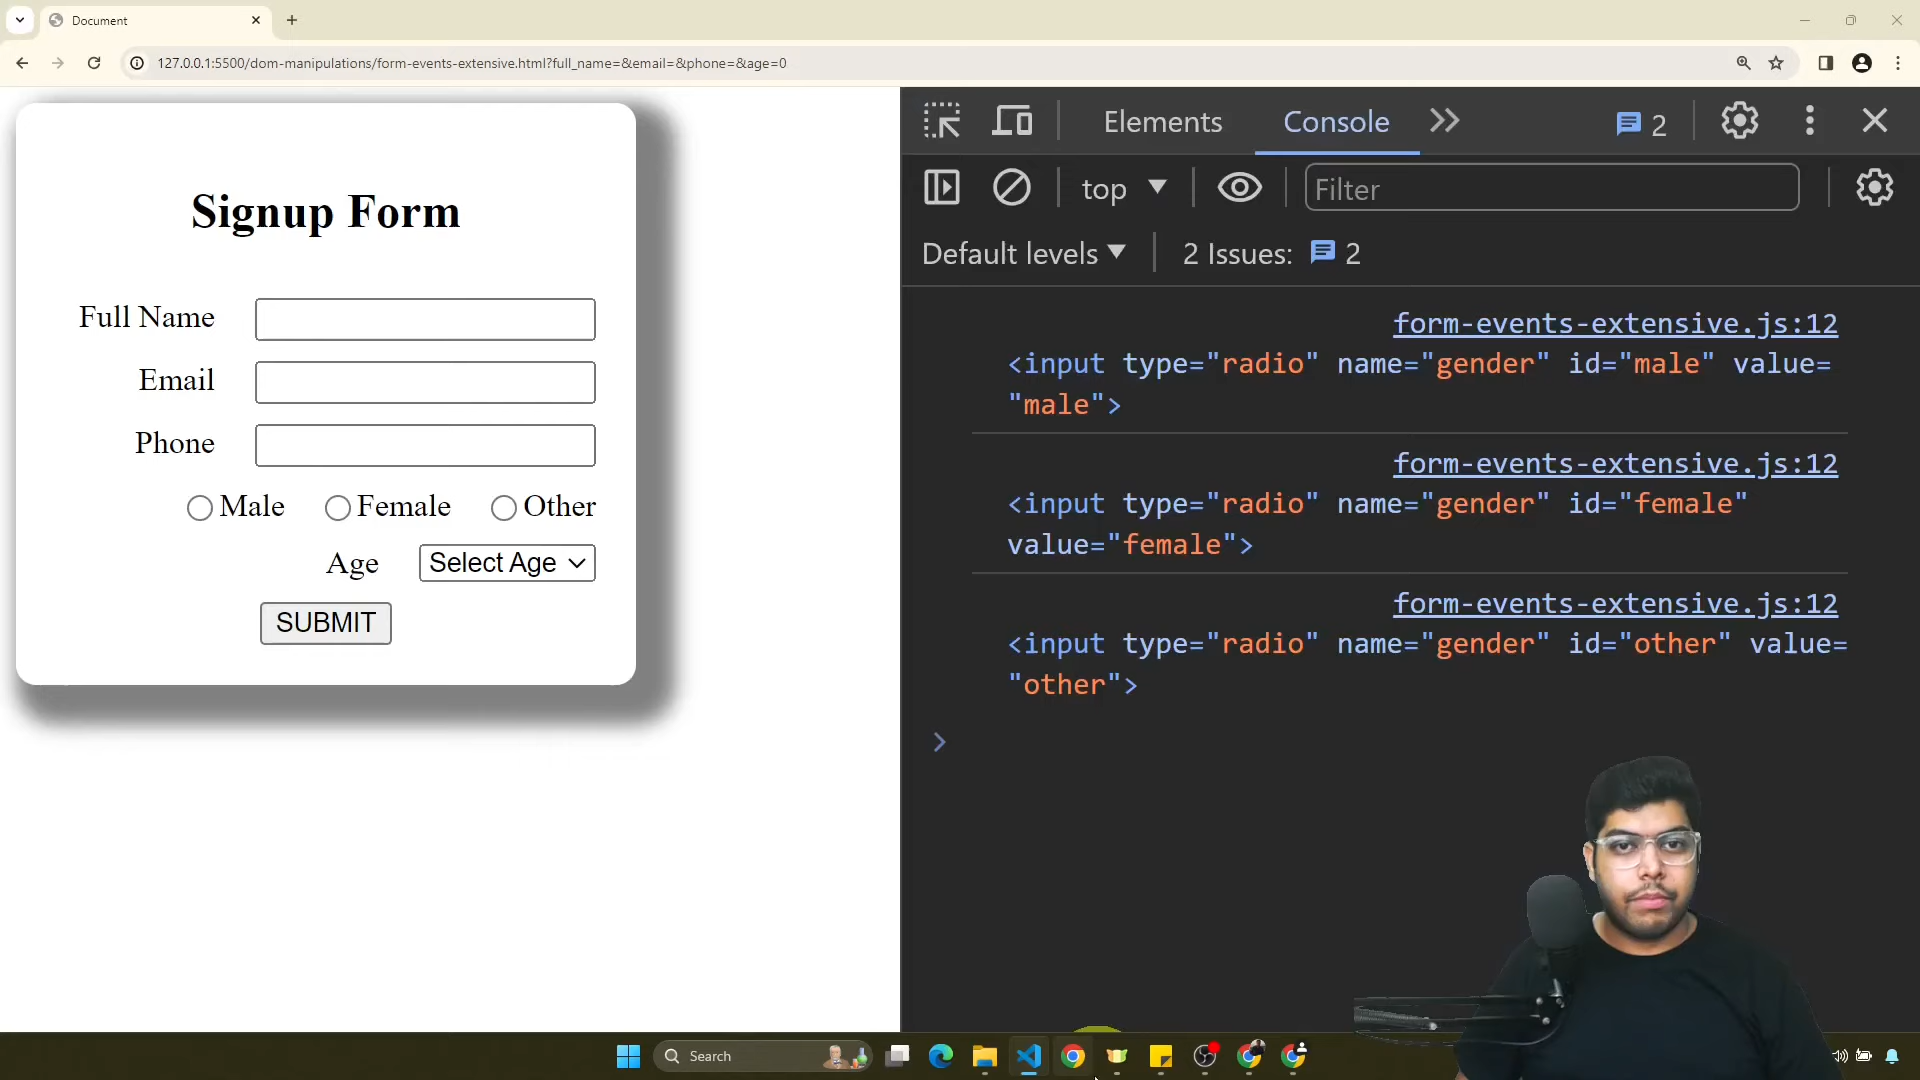 Document
127.0.0.1:5500/dom-manipulations/form-events-extensive.html?full_name=&email=&phone=&age=0
Elements Console 2
top Filter
Default levels 2 Issues: 2
Signup Form
Full Name
Email
Phone
Male Female Other
Age Select Age
SUBMIT
form-events-extensive.js:12
<input type="radio" name="gender" id="male" value=
"male">
form-events-extensive.js:12
<input type="radio" name="gender" id="female"
value="female">
form-events-extensive.js:12
<input type="radio" name="gender" id="other" value=
"other">
Search